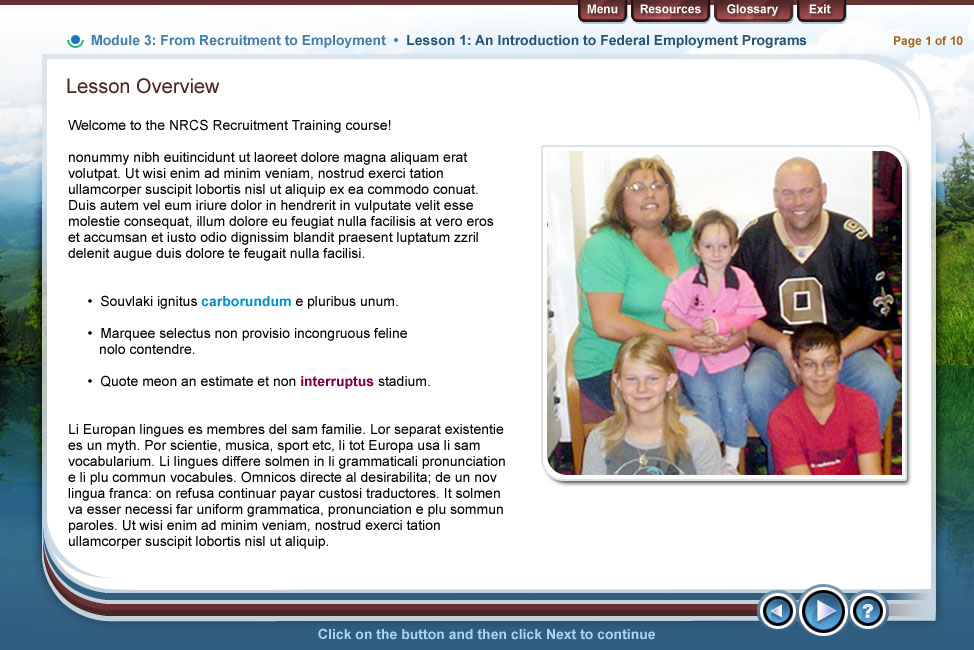 Menu Resources Glossary Exit
Module 3: From Recruitment to Employment • Lesson 1: An Introduction to Federal Employment Programs
Page 1 of 10
Lesson Overview
Welcome to the NRCS Recruitment Training course!
nonummy nibh euitincidunt ut laoreet dolore magna aliquam erat
volutpat. Ut wisi enim ad minim veniam, nostrud exerci tation
ullamcorper suscipit lobortis nisl ut aliquip ex ea commodo conuat.
Duis autem vel eum iriure dolor in hendrerit in vulputate velit esse
molestie consequat, illum dolore eu feugiat nulla facilisis at vero eros
et accumsan et iusto odio dignissim blandit praesent luptatum zzril
delenit augue duis dolore te feugait nulla facilisi.
• Souvlaki ignitus carborundum e pluribus unum.
• Marquee selectus non provisio incongruous feline
nolo contendre.
• Quote meon an estimate et non interruptus stadium.
Li Europan lingues es membres del sam familie. Lor separat existentie
es un myth. Por scientie, musica, sport etc, li tot Europa usa li sam
vocabularium. Li lingues differe solmen in li grammaticali pronunciation
e li plu commun vocabules. Omnicos directe al desirabilita; de un nov
lingua franca: on refusa continuar payar custosi traductores. It solmen
va esser necessi far uniform grammatica, pronunciation e plu sommun
paroles. Ut wisi enim ad minim veniam, nostrud exerci tation
ullamcorper suscipit lobortis nisl ut aliquip.
?
Click on the button and then click Next to continue